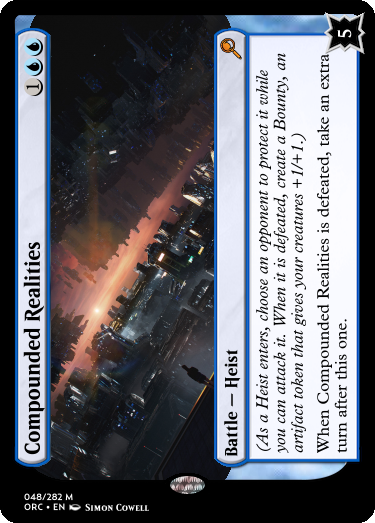 Compounded Realities
1
Battle — Heist
5
(As a Heist enters, choose an opponent to protect it while
you can attack it. When it is defeated, create a Bounty, an
artifact token that gives your creatures +1/+1.)
When Compounded Realities is defeated, take an extra
turn after this one.
048/282 M
ORC • EN SIMON COWELL